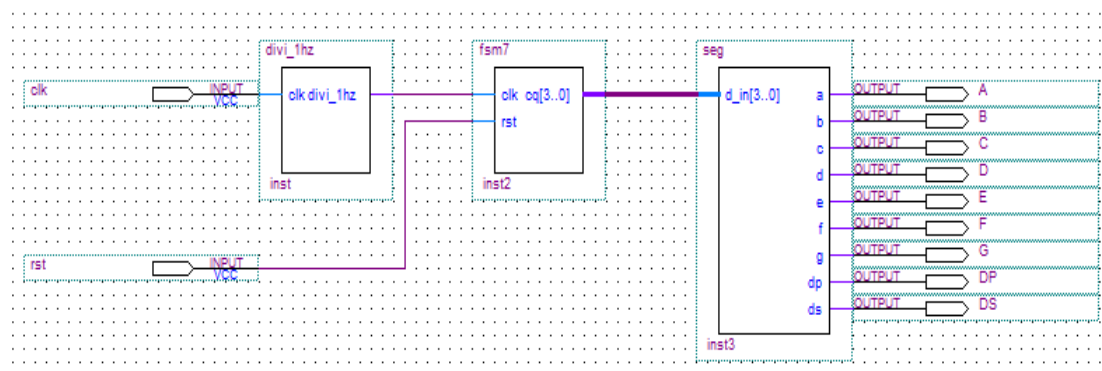 divi_1hz
fsm7
seg
clk
INPUT
VCC
clk divi_1hz
clk cq[3..0]
rst
d_in[3..0]
a
b
c
d
e
f
g
dp
ds
OUTPUT A
OUTPUT B
OUTPUT C
OUTPUT D
OUTPUT E
OUTPUT F
OUTPUT G
OUTPUT DP
OUTPUT DS
inst
inst2
rst
INPUT
VCC
inst3